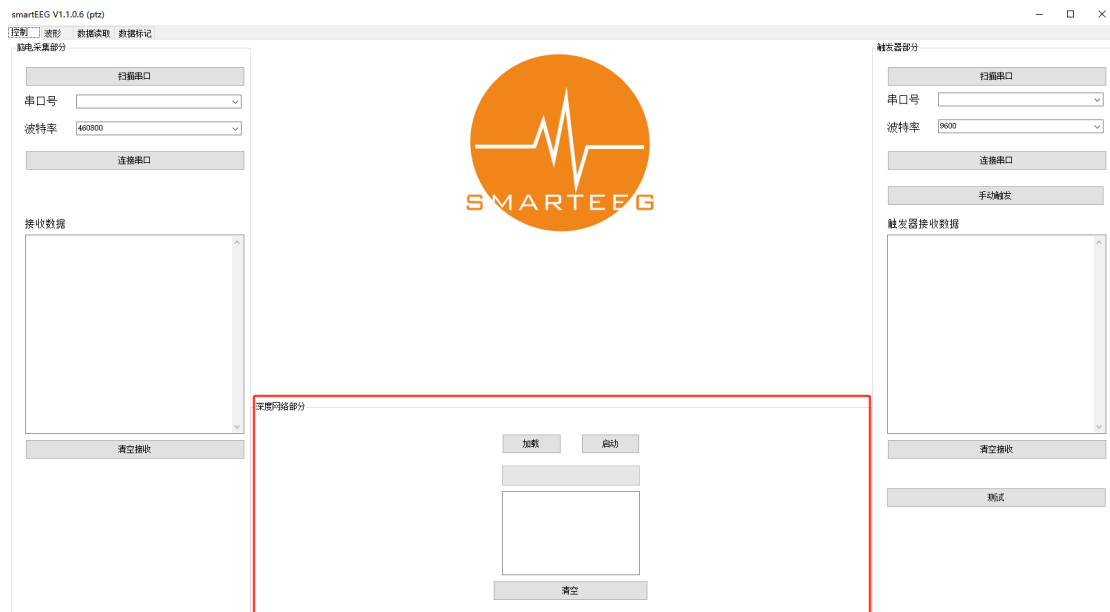 smartEEG V1.1.0.6 (ptz)
控制 波形 数据读取 数据标记
脑电采集部分
扫描串口
串口号
波特率 460800
连接串口
接收数据
清空接收
SMARTEEG
深度网络部分
加载 启动
清空
触发器部分
扫描串口
串口号
波特率 9600
连接串口
手动触发
触发器接收数据
清空接收
测试